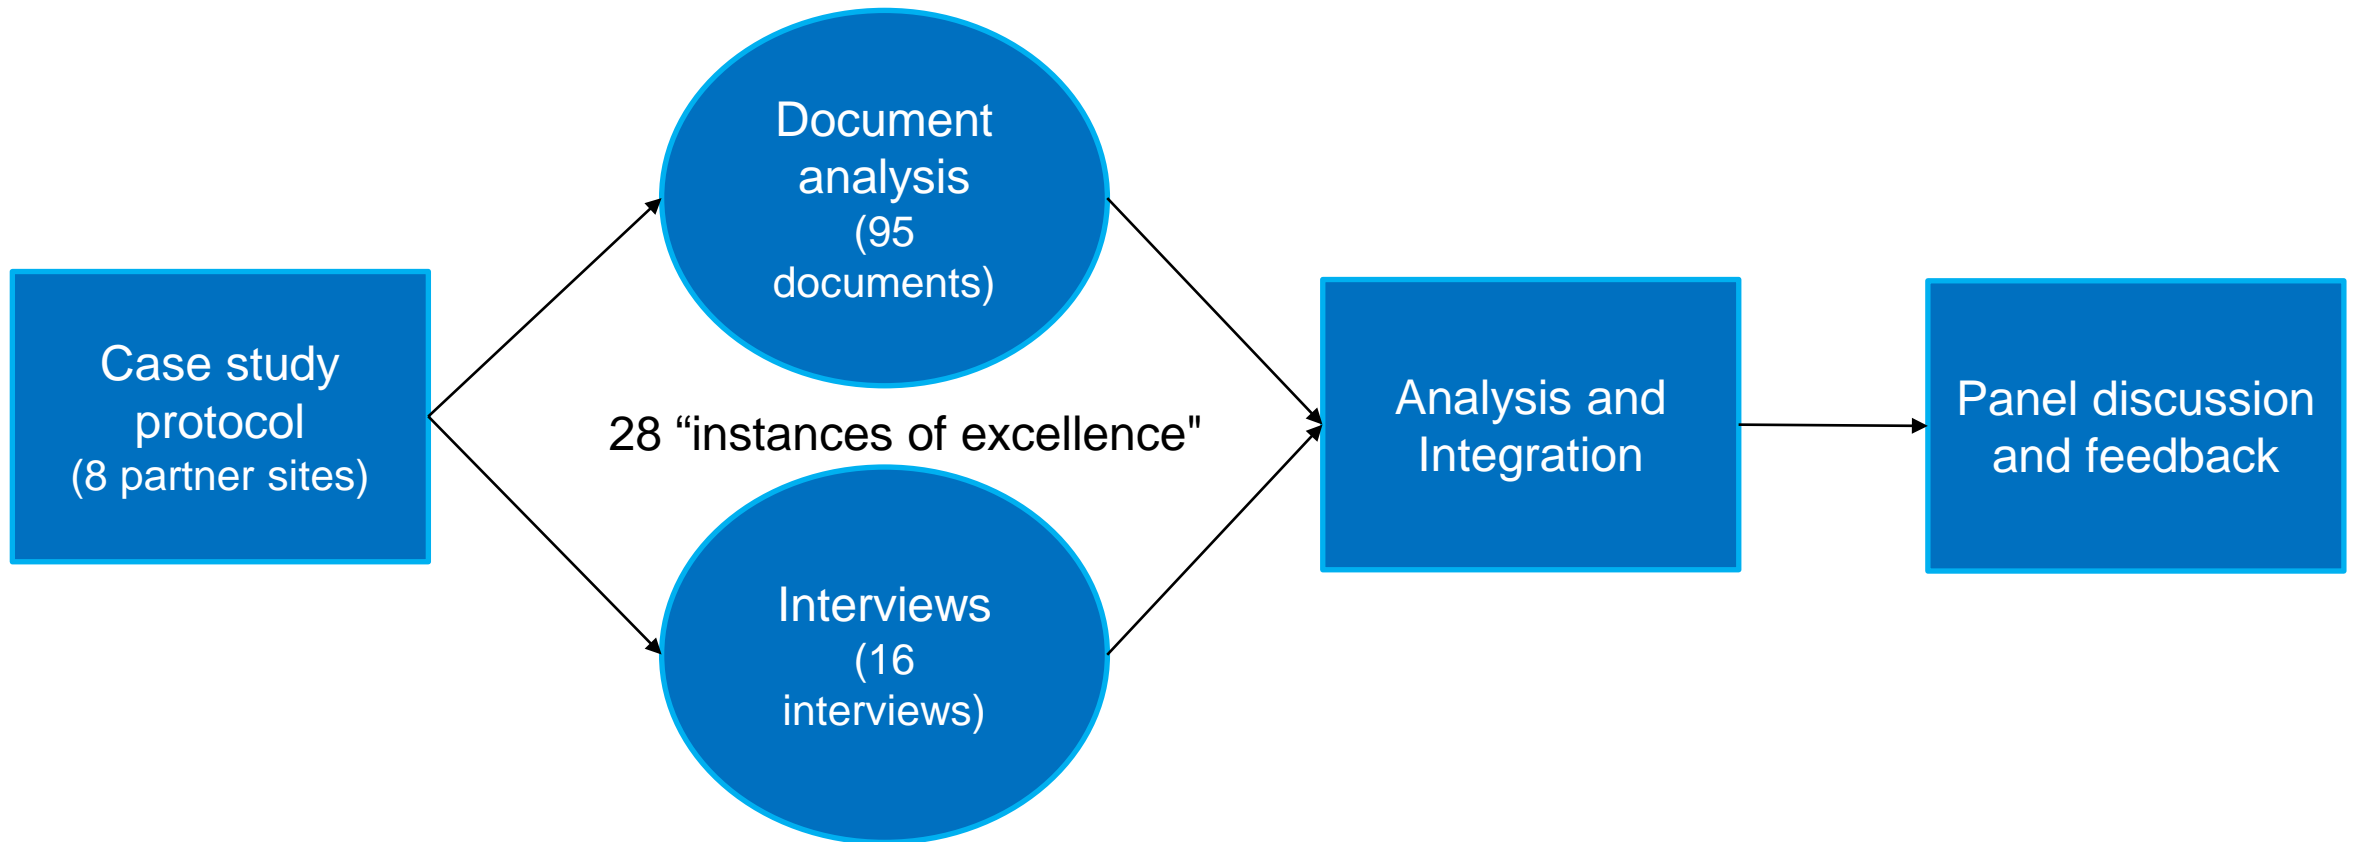 Case study
protocol
(8 partner sites)
Document
analysis
(95
documents)
28 “instances of excellence"
Interviews
(16
interviews)
Analysis and
Integration
Panel discussion
and feedback